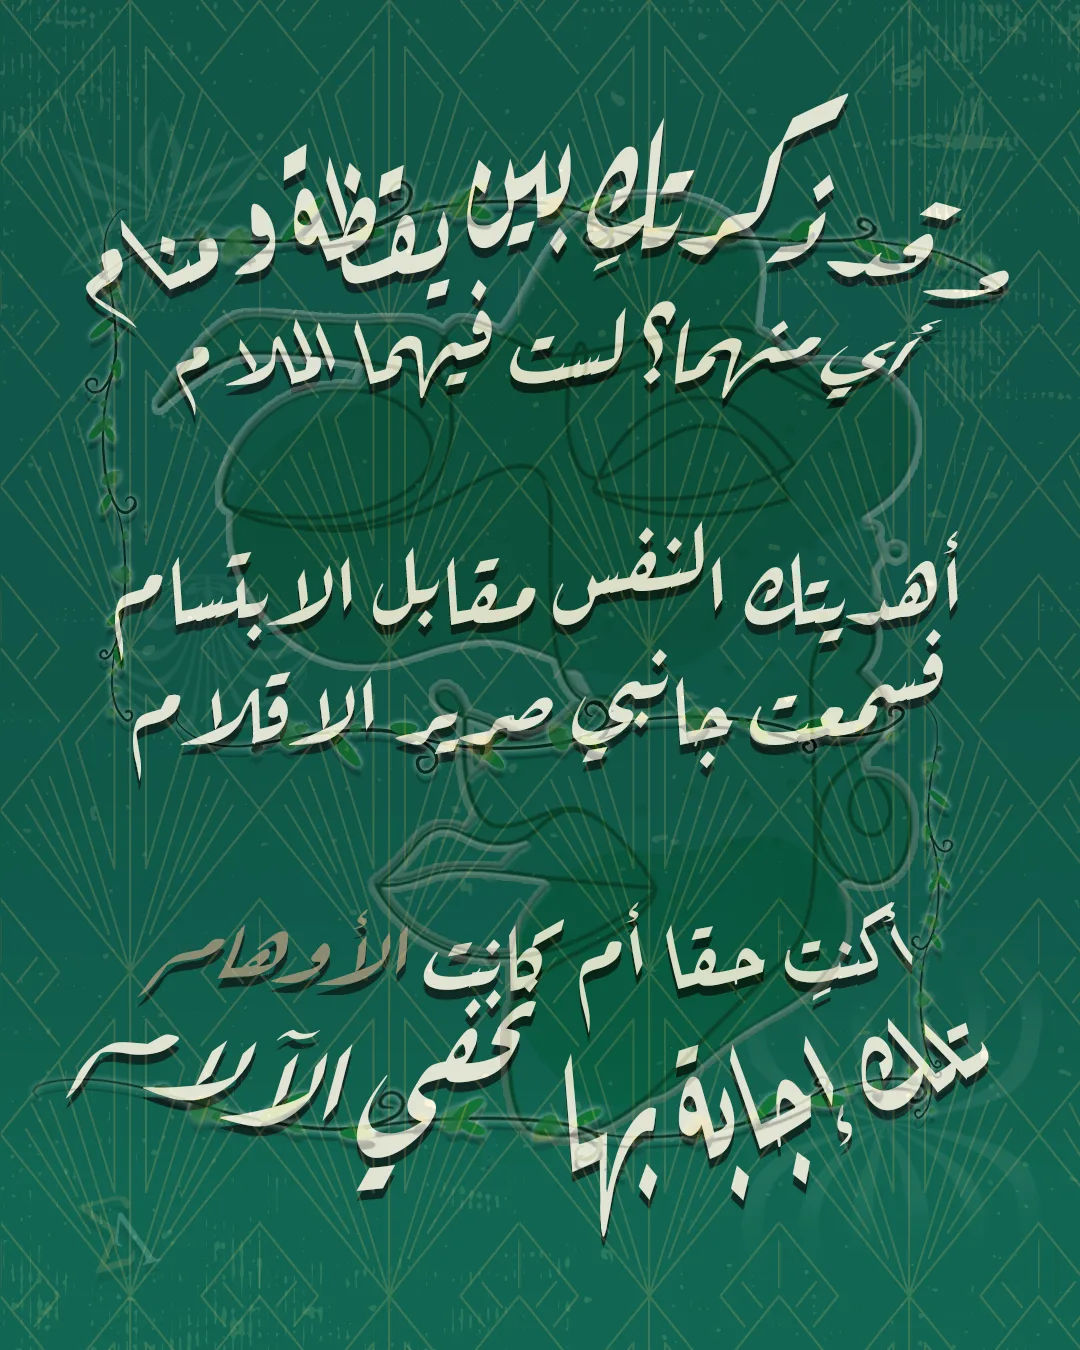 وقد ذكرتكِ بين يقظة ومنام
أي منهما؟ لست فيهما الملام
أهديتك النفس مقابل الابتسام
فسمعت جانبي صرير الاقلام
أكنتِ حقا أم كانت الأوهام
تلك إجابة بها تخفي الآلام